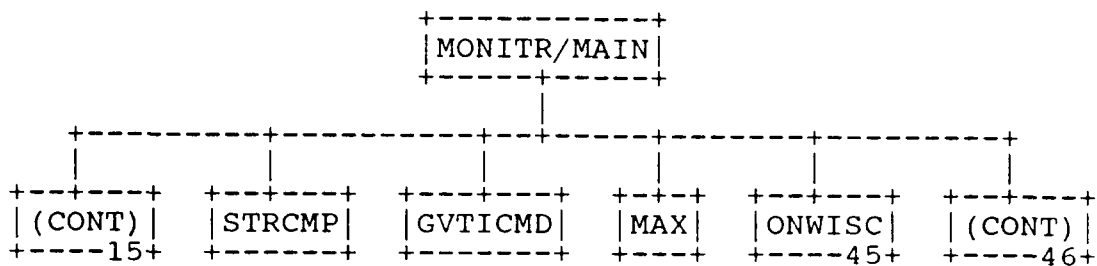 MONITR/MAIN
(CONT) STRCMP GVTICMD MAX ONWISC (CONT)
15 45 46